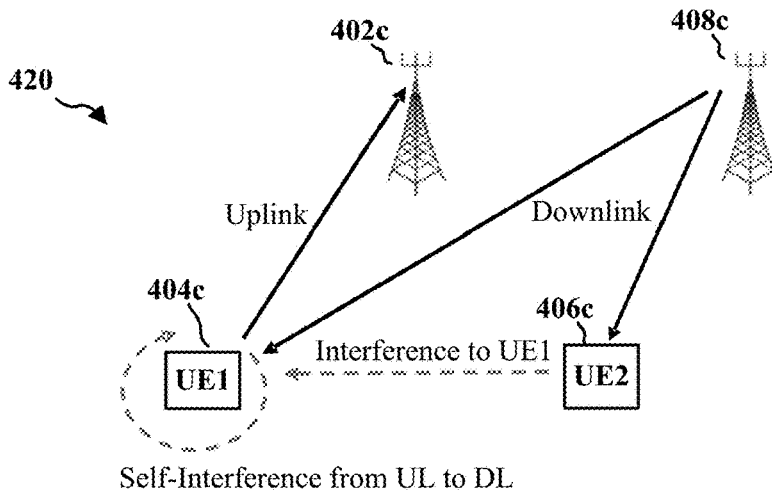 402c
408c
420
Uplink
Downlink
404c
406c
Interference to UE1
UE1
UE2
Self-Interference from UL to DL